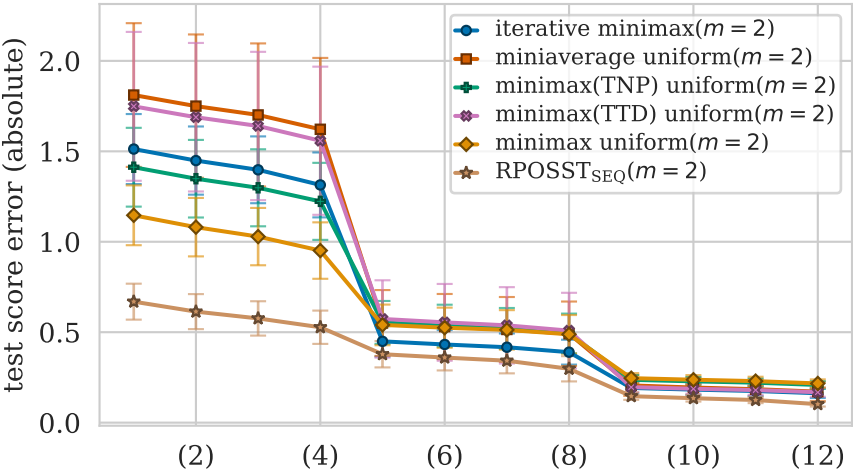 test score error (absolute)
2.0
1.5
1.0
0.5
0.0
iterative minimax(m = 2)
miniaverage uniform(m = 2)
minimax(TNP) uniform(m = 2)
minimax(TTD) uniform(m = 2)
minimax uniform(m = 2)
RPOSST_SEQ(m = 2)
(2) (4) (6) (8) (10) (12)